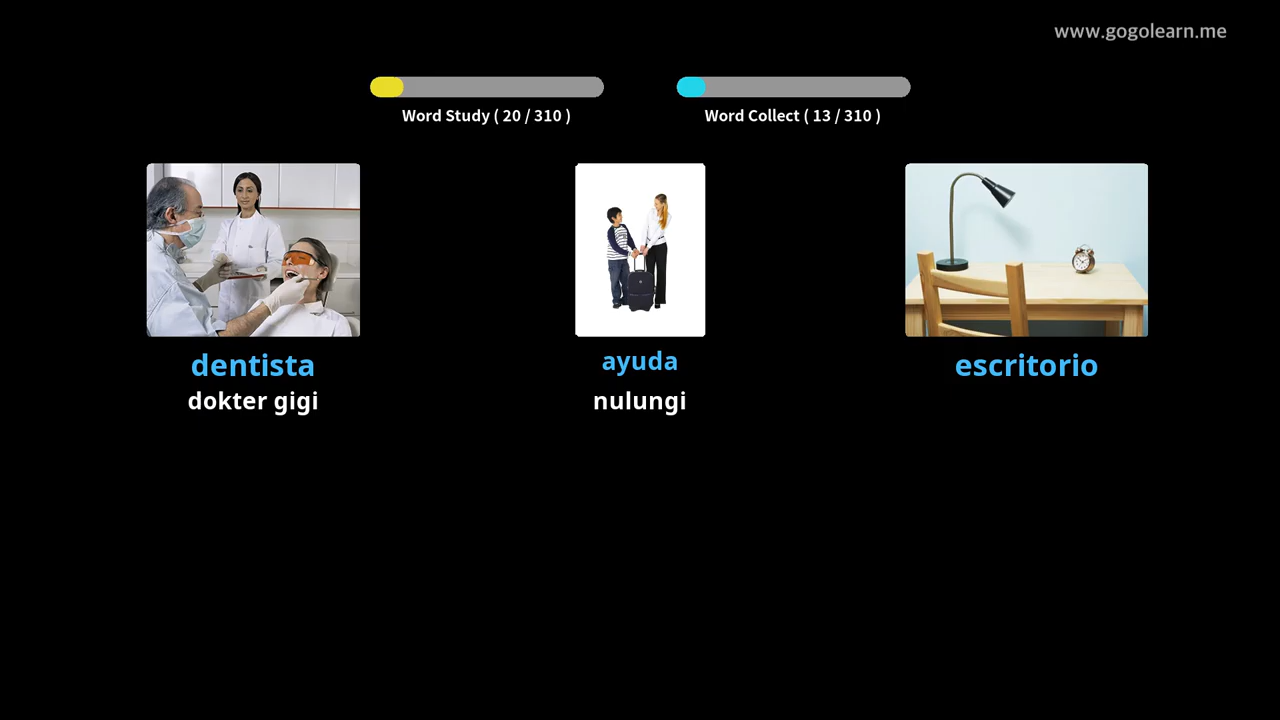 www.gogolearn.me
Word Study ( 20 / 310 )
Word Collect ( 13 / 310 )
dentista
dokter gigi
ayuda
nulungi
escritorio